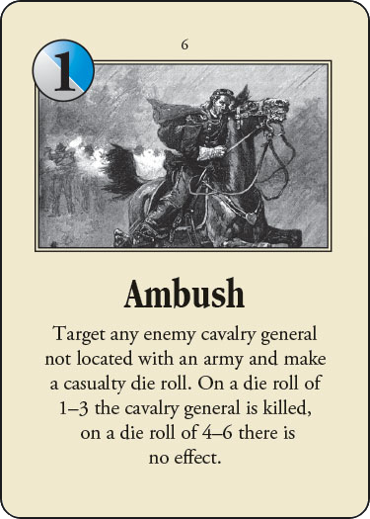 6
1
Ambush
Target any enemy cavalry general
not located with an army and make
a casualty die roll. On a die roll of
1–3 the cavalry general is killed,
on a die roll of 4–6 there is
no effect.